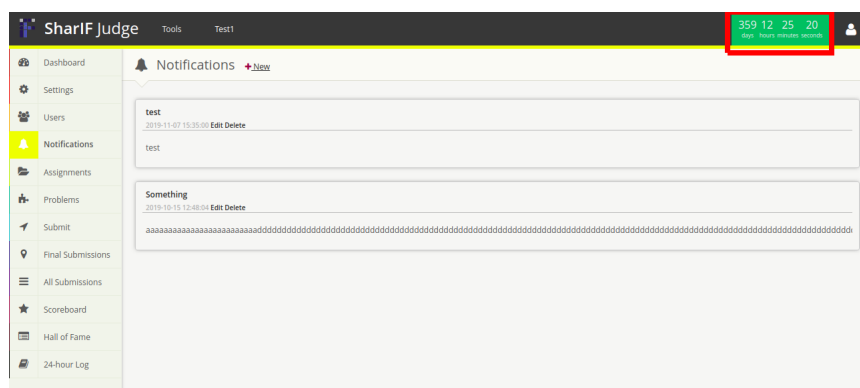 SharIF Judge Tools Test1 359 12 25 20
days hours minutes seconds
Dashboard
Settings
Users
Notifications
Assignments
Problems
Submit
Final Submissions
All Submissions
Scoreboard
Hall of Fame
24-hour Log
Notifications +New
test
2019-11-07 15:35:00 Edit Delete
test
Something
2019-10-15 12:48:04 Edit Delete